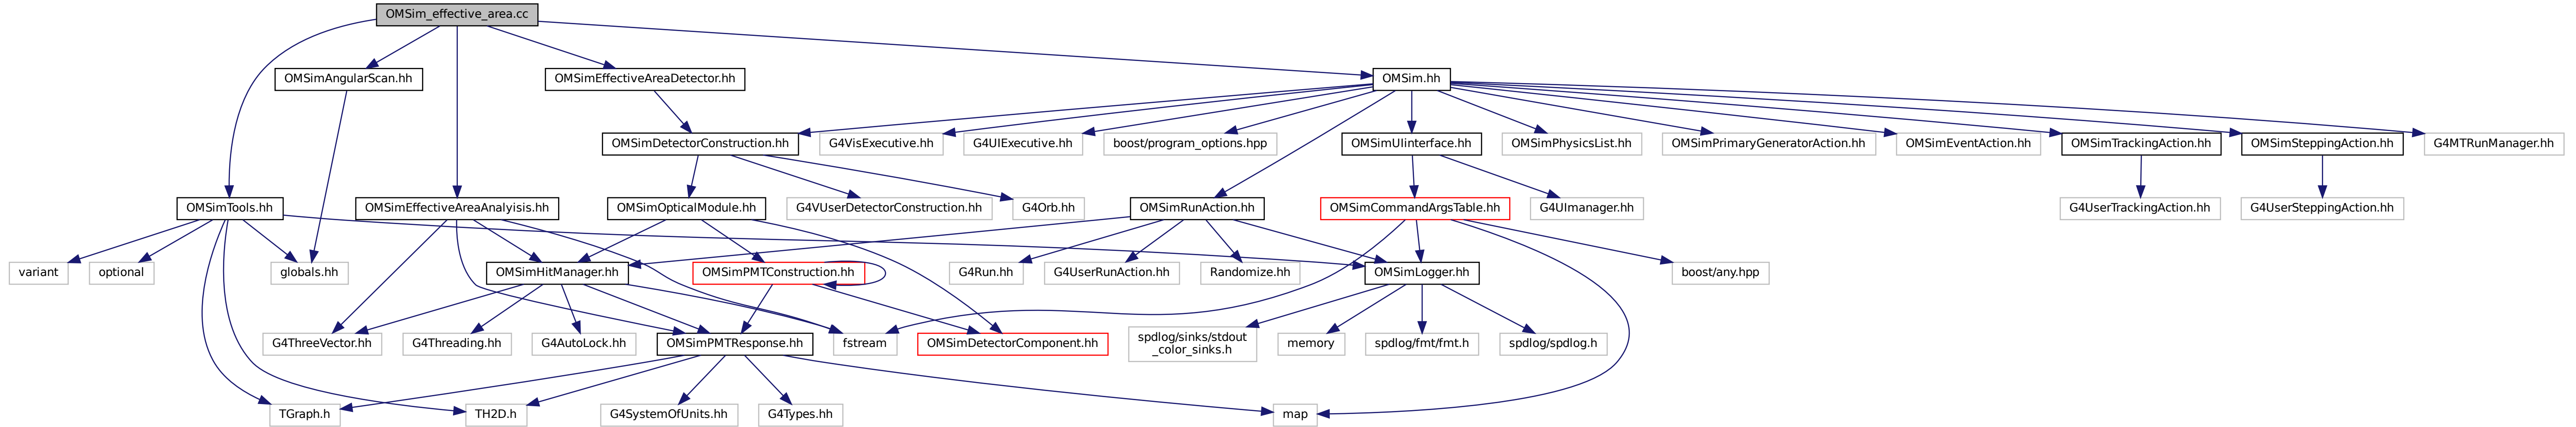 OMSim_effective_area.cc
OMSimAngularScan.hh
OMSimEffectiveAreaDetector.hh
OMSim.hh
OMSimDetectorConstruction.hh
G4VisExecutive.hh
G4UIExecutive.hh
boost/program_options.hpp
OMSimUIinterface.hh
OMSimPhysicsList.hh
OMSimPrimaryGeneratorAction.hh
OMSimEventAction.hh
OMSimTrackingAction.hh
OMSimSteppingAction.hh
G4MTRunManager.hh
OMSimTools.hh
OMSimEffectiveAreaAnalyisis.hh
OMSimOpticalModule.hh
G4VUserDetectorConstruction.hh
G4Orb.hh
OMSimRunAction.hh
OMSimCommandArgsTable.hh
G4UImanager.hh
G4UserTrackingAction.hh
G4UserSteppingAction.hh
variant
optional
globals.hh
OMSimHitManager.hh
OMSimPMTConstruction.hh
G4Run.hh
G4UserRunAction.hh
Randomize.hh
OMSimLogger.hh
boost/any.hpp
G4ThreeVector.hh
G4Threading.hh
G4AutoLock.hh
OMSimPMTResponse.hh
fstream
OMSimDetectorComponent.hh
spdlog/sinks/stdout
_color_sinks.h
memory
spdlog/fmt/fmt.h
spdlog/spdlog.h
TGraph.h
TH2D.h
G4SystemOfUnits.hh
G4Types.hh
map